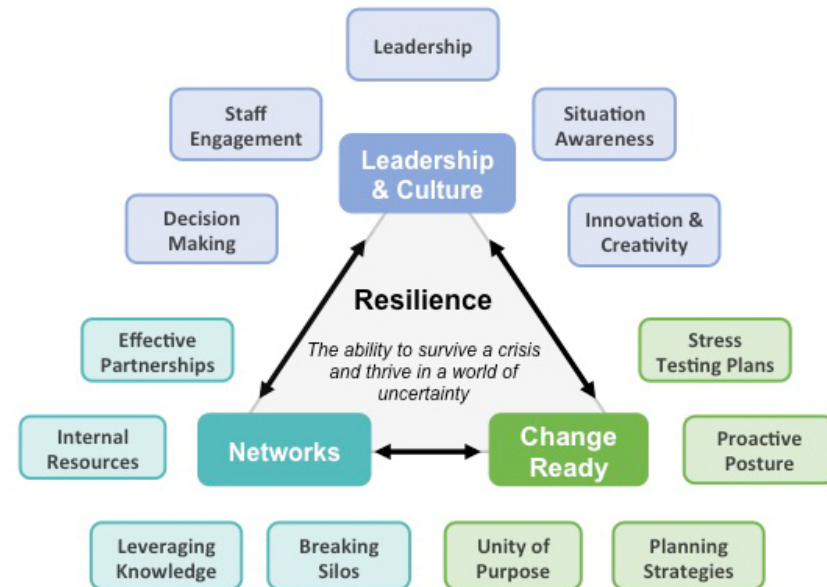 Leadership
Staff
Engagement
Situation
Awareness
Leadership
& Culture
Decision
Making
Innovation &
Creativity
Resilience
The ability to survive a crisis
and thrive in a world of
uncertainty
Effective
Partnerships
Stress
Testing Plans
Internal
Resources
Networks
Change
Ready
Proactive
Posture
Leveraging
Knowledge
Breaking
Silos
Unity of
Purpose
Planning
Strategies